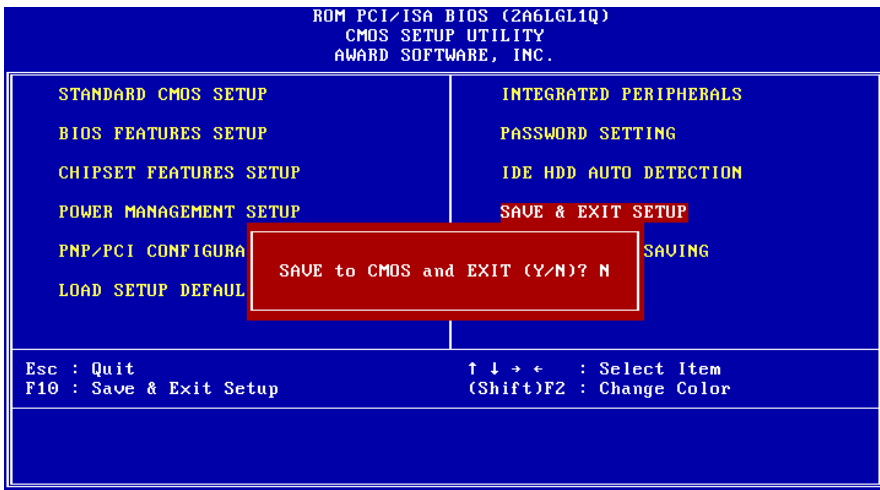 ROM PCI/ISA BIOS (2A6LGL1Q)
CMOS SETUP UTILITY
AWARD SOFTWARE, INC.
STANDARD CMOS SETUP
BIOS FEATURES SETUP
CHIPSET FEATURES SETUP
POWER MANAGEMENT SETUP
PNP/PCI CONFIGURA
LOAD SETUP DEFAUL
INTEGRATED PERIPHERALS
PASSWORD SETTING
IDE HDD AUTO DETECTION
SAVE & EXIT SETUP
SAVING
SAVE to CMOS and EXIT (Y/N)? N
Esc : Quit
F10 : Save & Exit Setup
↑ ↓ → ← : Select Item
(Shift)F2 : Change Color